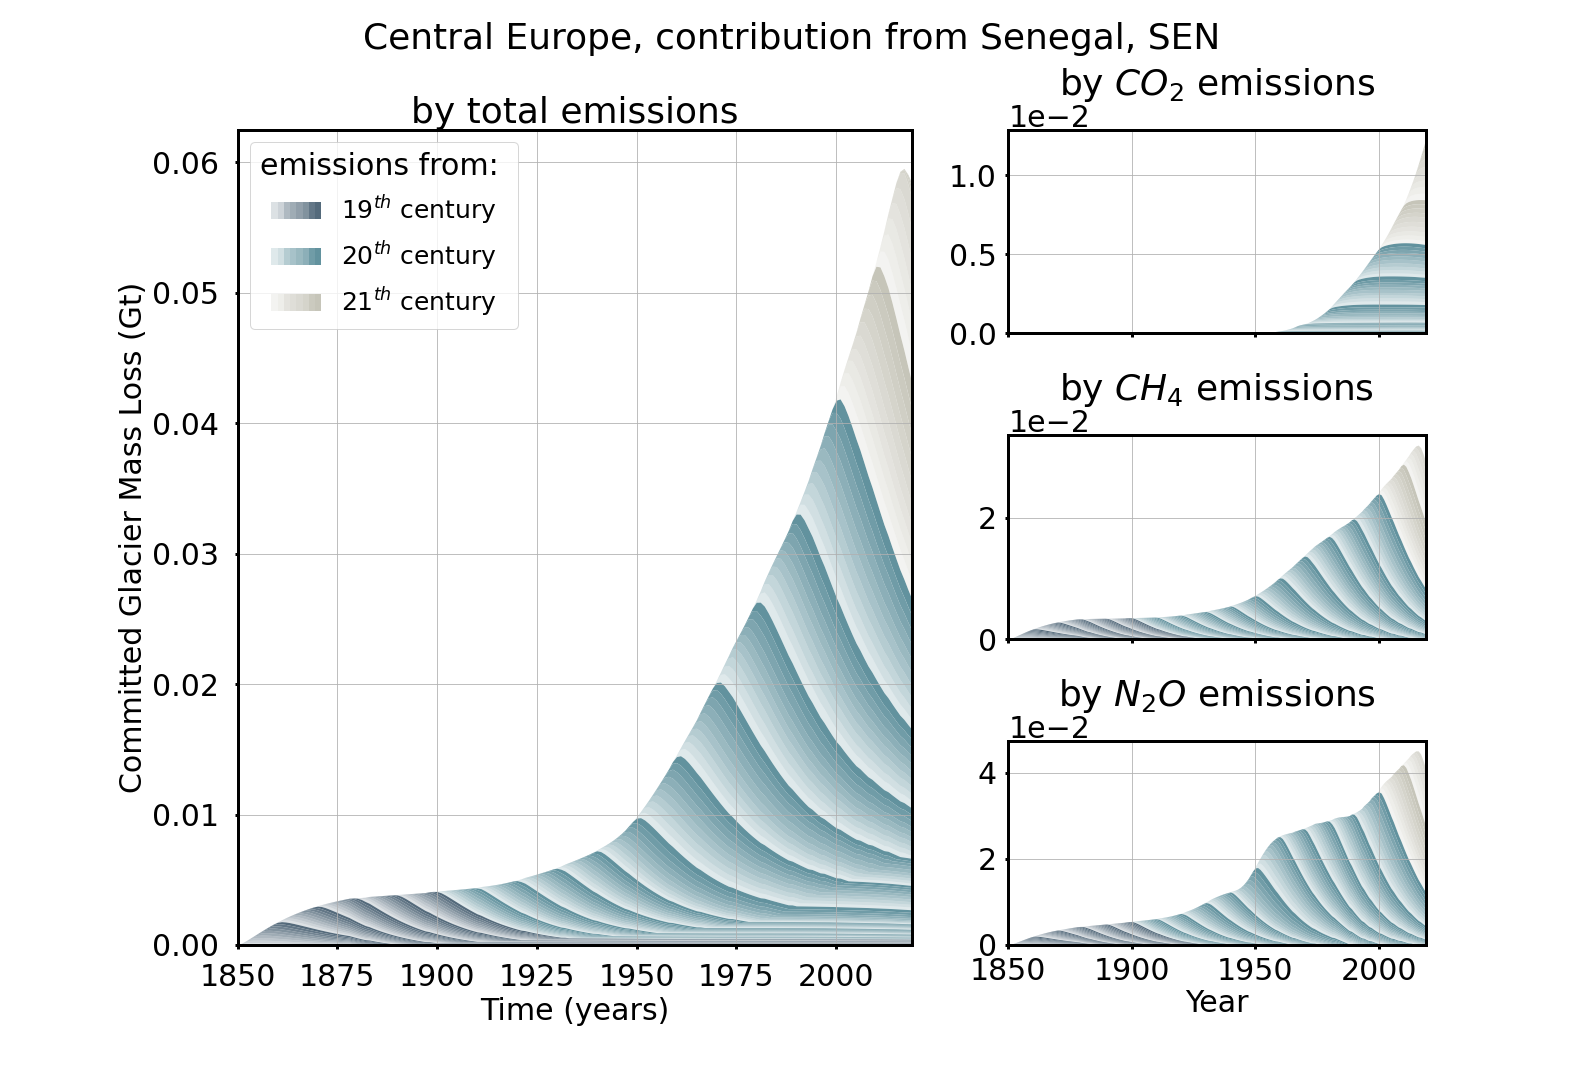 Central Europe, contribution from Senegal, SEN
by total emissions
emissions from:
19th century
20th century
21th century
0.06
0.05
0.04
0.03
0.02
0.01
0.00
Committed Glacier Mass Loss (Gt)
1850 1875 1900 1925 1950 1975 2000
Time (years)
by CO2 emissions
1e−2
1.0
0.5
0.0
by CH4 emissions
1e−2
2
0
by N2O emissions
1e−2
4
2
0
1850 1900 1950 2000
Year